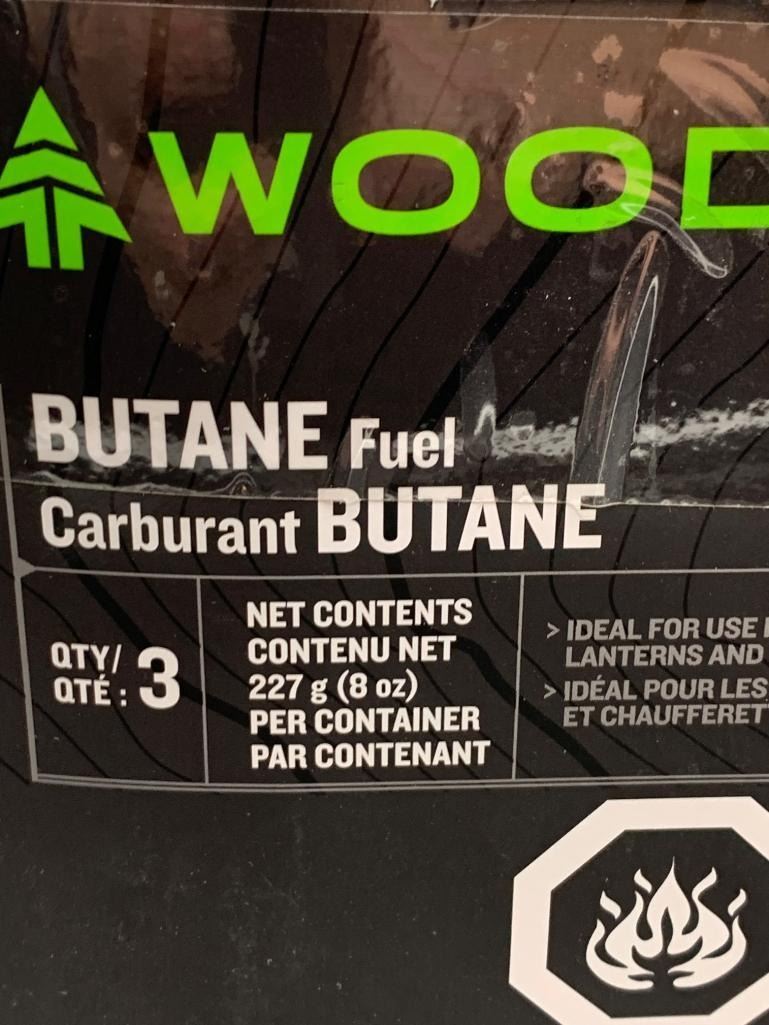 WOOD
BUTANE Fuel
Carburant BUTANE
QTY/
QTÉ : 3
NET CONTENTS
CONTENU NET
227 g (8 oz)
PER CONTAINER
PAR CONTENANT
> IDEAL FOR USE
LANTERNS AND
> IDÉAL POUR LES
ET CHAUFFERET